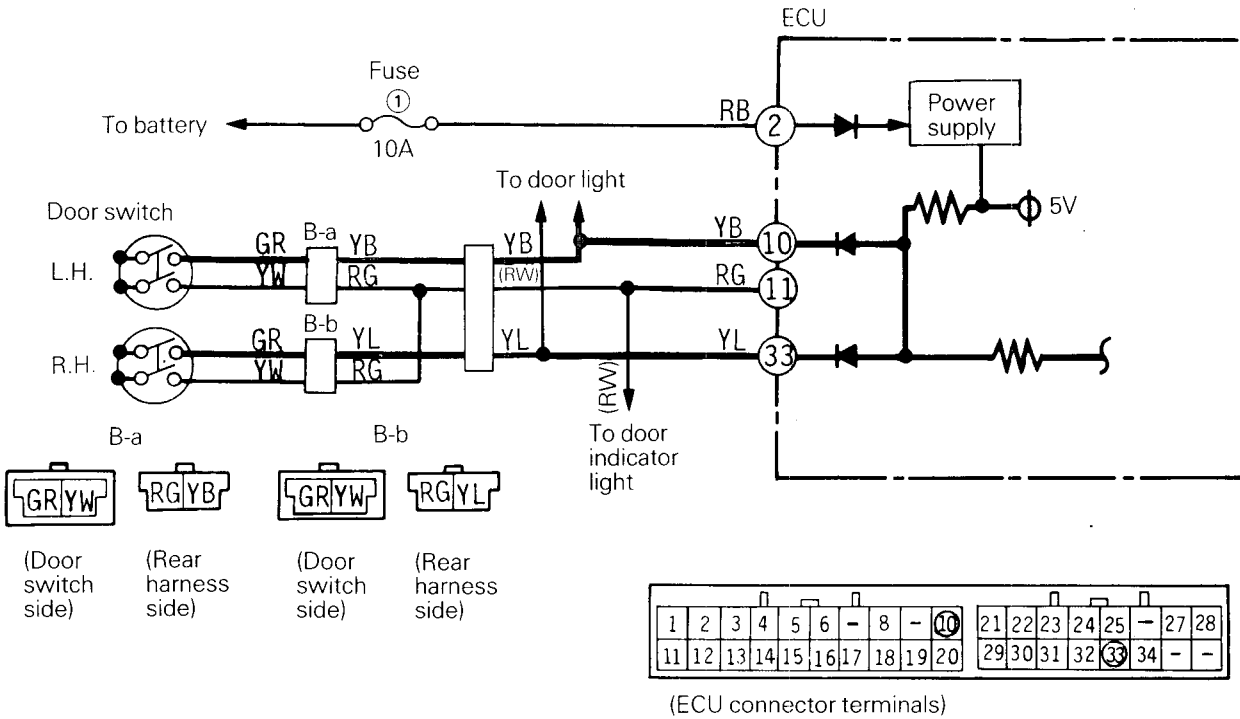 ECU
Fuse
①
To battery
10A
RB
2
Power
supply
5V
To door light
Door switch
L.H.
GR
B-a
YB
YB
YB
10
YW
RG
(RW)
RG
11
R.H.
GR
B-b
YL
YL
YL
33
YW
RG
(RW)
To door
indicator
light
B-a
B-b
GR YW
RG YB
GR YW
RG YL
(Door
switch
side)
(Rear
harness
side)
(Door
switch
side)
(Rear
harness
side)
1 2 3 4 5 6 - 8 - 10
21 22 23 24 25 - 27 28
11 12 13 14 15 16 17 18 19 20
29 30 31 32 33 34 - -
(ECU connector terminals)